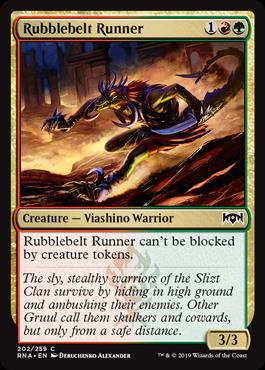 Rubblebelt Runner 1
Creature — Viashino Warrior
Rubblebelt Runner can't be blocked
by creature tokens.
The sly, stealthy warriors of the Slizt
Clan survive by hiding in high ground
and ambushing their enemies. Other
Gruul call them skulkers and cowards,
but only from a safe distance.
3/3
202/259 C
RNA • EN DERUCHENKO ALEXANDER
™ & © 2019 Wizards of the Coast